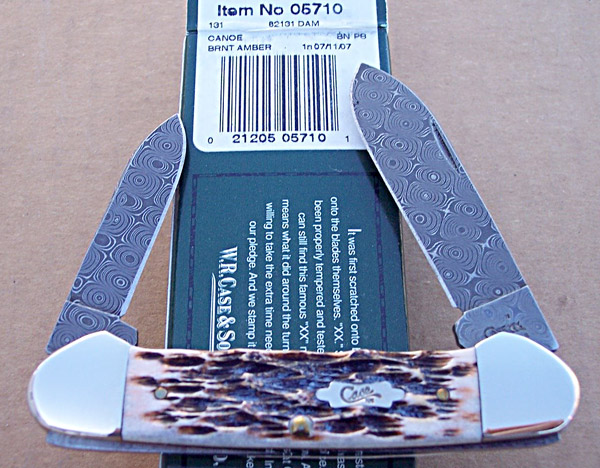 Item No 05710
131 62131 DAM
CANOE BN PB
BRNT AMBER 1n 07/11/07
0 21205 05710 1
It was first scratched onto
onto the blades themselves. "XX."
been properly tempered and teste
can still find this famous "XX"
means what it did around the turn
willing to take the extra time nee
our pledge. And we stamp it
W.R. CASE & SO
Case